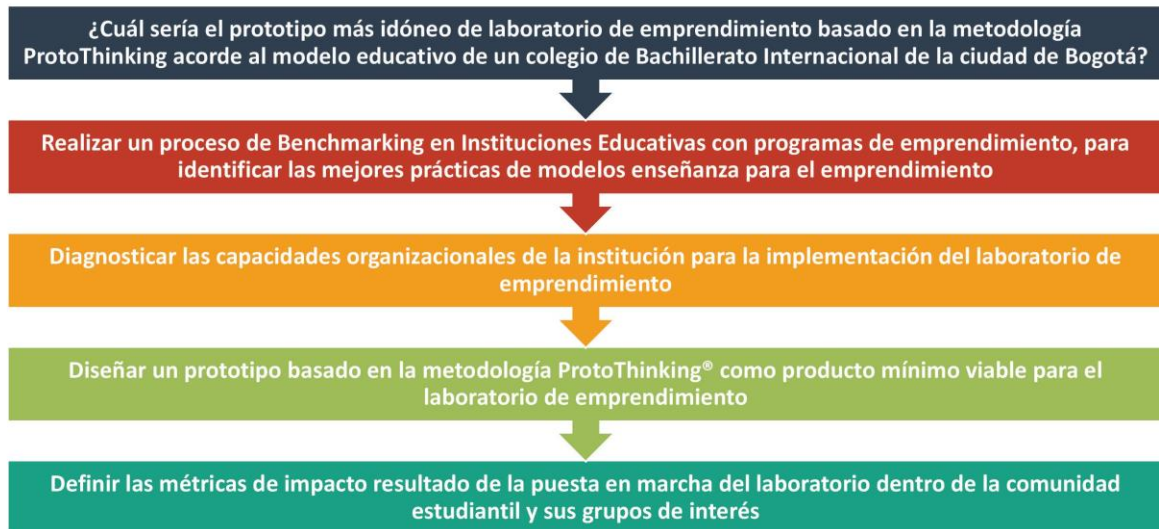 ¿Cuál sería el prototipo más idóneo de laboratorio de emprendimiento basado en la metodología
ProtoThinking acorde al modelo educativo de un colegio de Bachillerato Internacional de la ciudad de Bogotá?
Realizar un proceso de Benchmarking en Instituciones Educativas con programas de emprendimiento, para
identificar las mejores prácticas de modelos enseñanza para el emprendimiento
Diagnosticar las capacidades organizacionales de la institución para la implementación del laboratorio de
emprendimiento
Diseñar un prototipo basado en la metodología ProtoThinking® como producto mínimo viable para el
laboratorio de emprendimiento
Definir las métricas de impacto resultado de la puesta en marcha del laboratorio dentro de la comunidad
estudiantil y sus grupos de interés